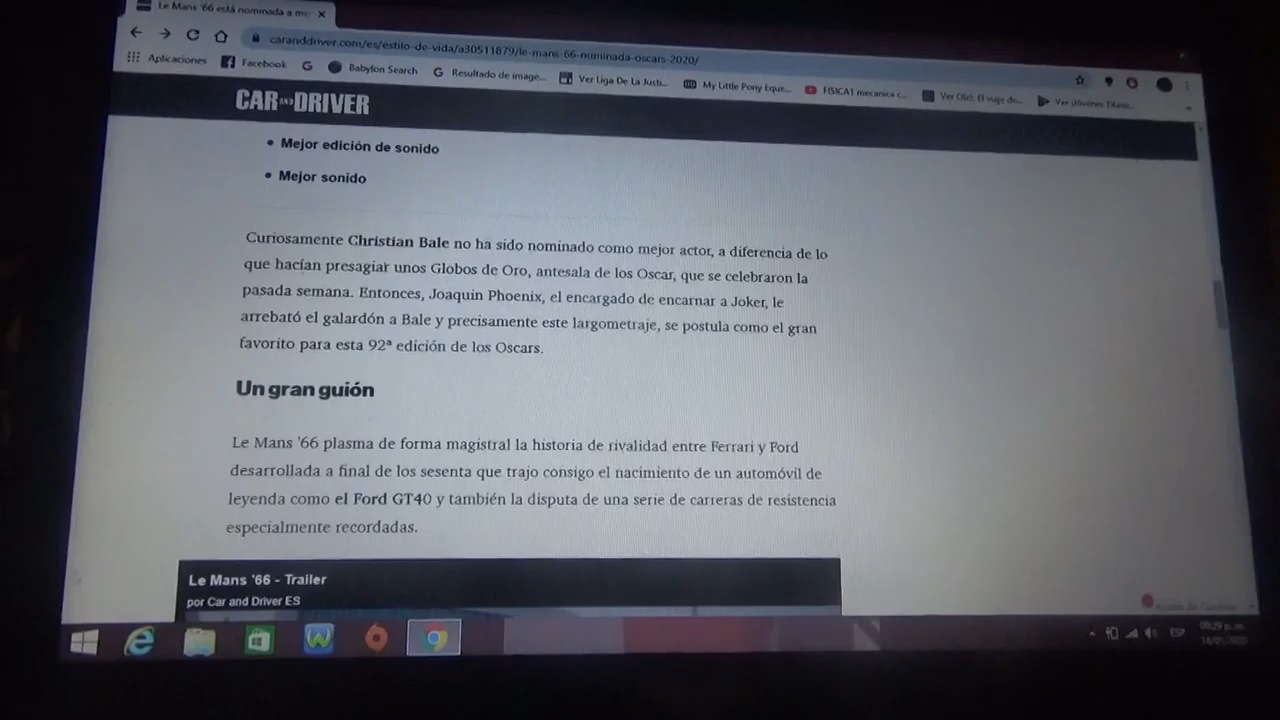 Le Mans '66 está nominada a me
caranddriver.com/es/estilo-de-vida/a30511879/le-mans-66-nominada-oscars-2020/
Aplicaciones Facebook Babylon Search Resultado de image... Ver Liga De La Justi... My Little Pony Eque... FISICA1 mecanica c... Ver
CAR AND DRIVER
• Mejor edición de sonido
• Mejor sonido
Curiosamente Christian Bale no ha sido nominado como mejor actor, a diferencia de lo
que hacían presagiar unos Globos de Oro, antesala de los Oscar, que se celebraron la
pasada semana. Entonces, Joaquin Phoenix, el encargado de encarnar a Joker, le
arrebató el galardón a Bale y precisamente este largometraje, se postula como el gran
favorito para esta 92ª edición de los Oscars.
Un gran guión
Le Mans '66 plasma de forma magistral la historia de rivalidad entre Ferrari y Ford
desarrollada a final de los sesenta que trajo consigo el nacimiento de un automóvil de
leyenda como el Ford GT40 y también la disputa de una serie de carreras de resistencia
especialmente recordadas.
Le Mans '66 - Trailer
por Car and Driver ES
ESP